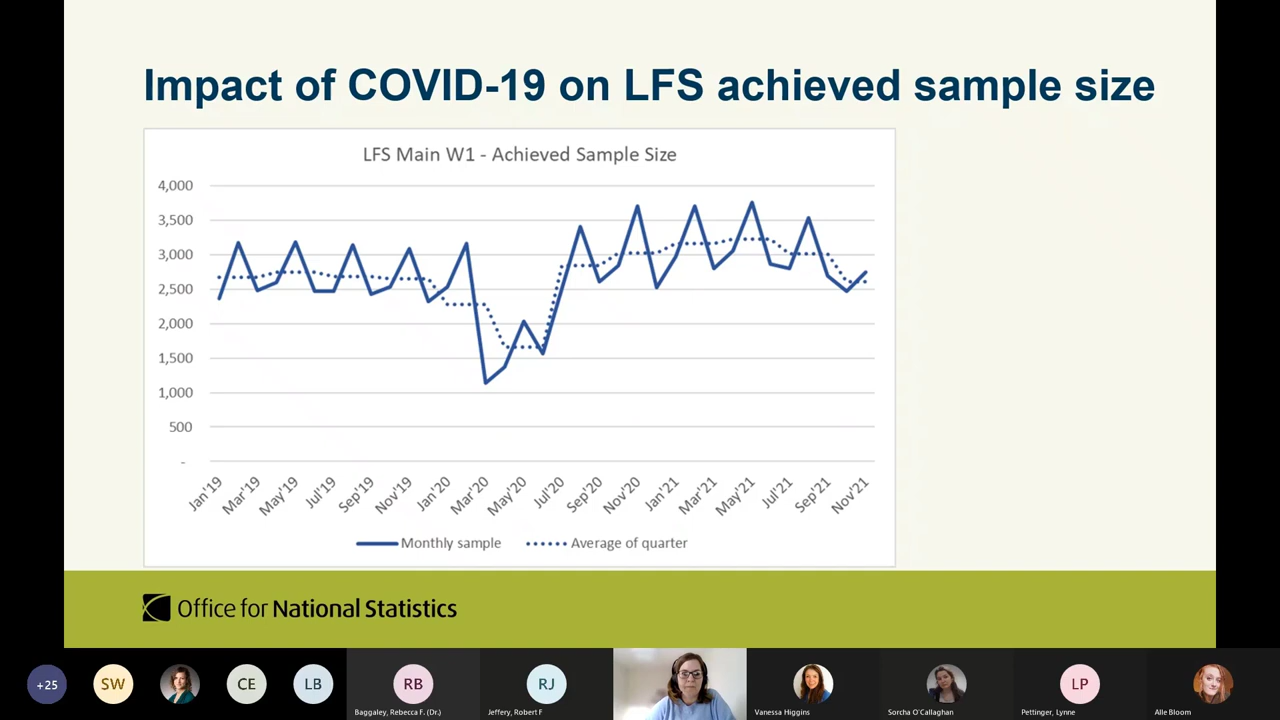 Impact of COVID-19 on LFS achieved sample size
LFS Main W1 - Achieved Sample Size
4,000
3,500
3,000
2,500
2,000
1,500
1,000
500
-
Jan'19
Mar'19
May'19
Jul'19
Sep'19
Nov'19
Jan'20
Mar'20
May'20
Jul'20
Sep'20
Nov'20
Jan'21
Mar'21
May'21
Jul'21
Sep'21
Nov'21
Monthly sample
Average of quarter
Office for National Statistics
+25
SW
CE
LB
RB
RJ
LP
Baggaley, Rebecca F. (Dr.)
Jeffery, Robert F
Vanessa Higgins
Sorcha O'Callaghan
Pettinger, Lynne
Alle Bloom